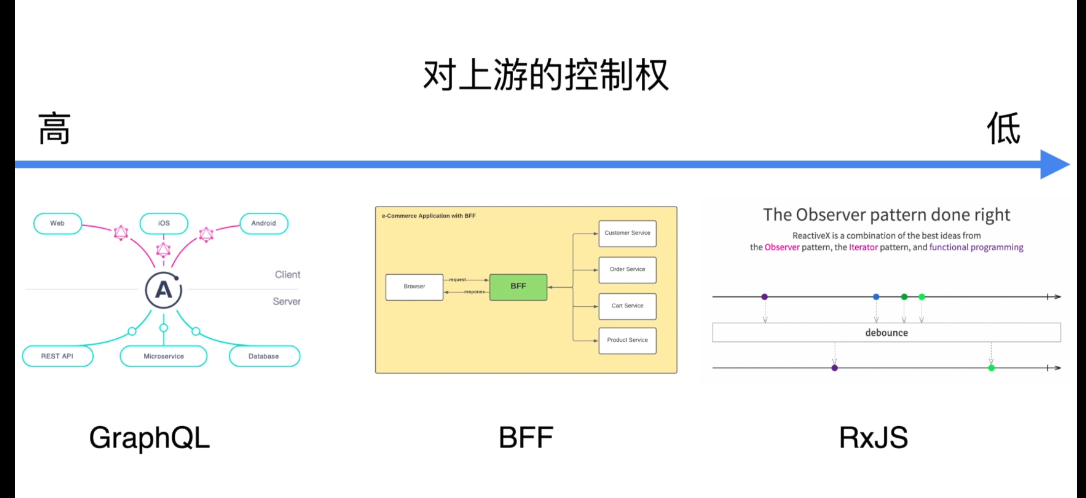 对上游的控制权
高
低
Web
iOS
Android
A
Client
Server
REST API
Microservice
Database
GraphQL
e-Commerce Application with BFF
Browser
request
response
BFF
Customer Service
Order Service
Cart Service
Product Service
BFF
The Observer pattern done right
ReactiveX is a combination of the best ideas from
the Observer pattern, the Iterator pattern, and functional programming
debounce
RxJS